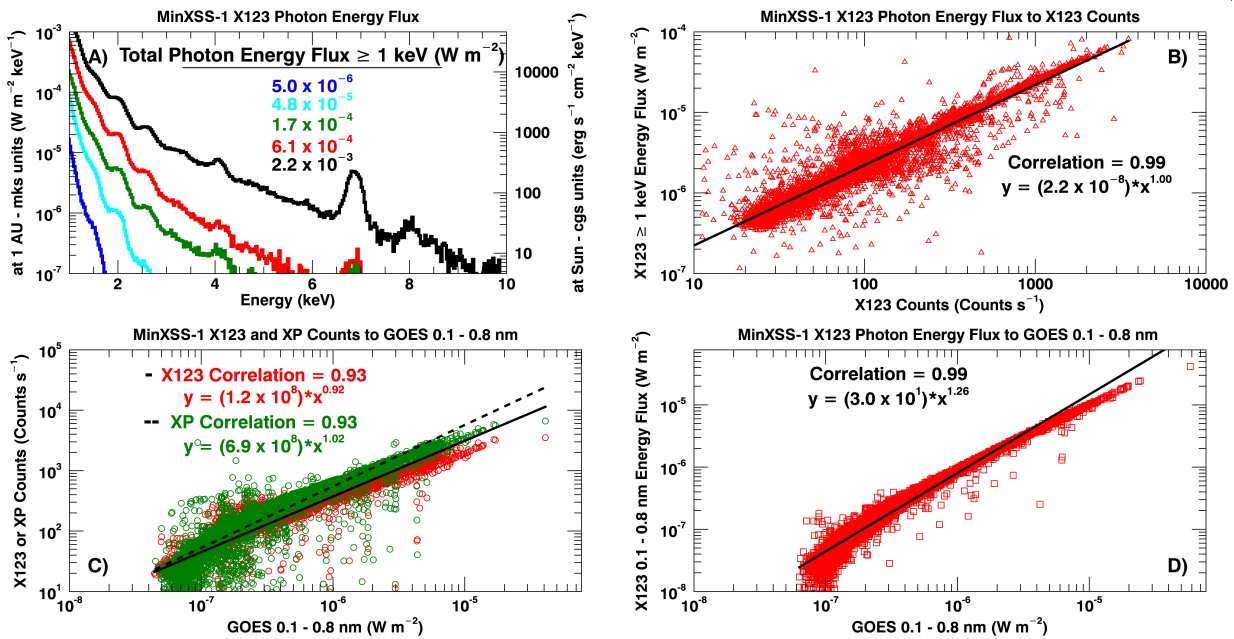 MinXSS-1 X123 Photon Energy Flux
A)
Total Photon Energy Flux ≥ 1 keV (W m⁻²)
5.0 x 10⁻⁶
4.8 x 10⁻⁵
1.7 x 10⁻⁴
6.1 x 10⁻⁴
2.2 x 10⁻³
at 1 AU - mks units (W m⁻² keV⁻¹)
10⁻³
10⁻⁴
10⁻⁵
10⁻⁶
10⁻⁷
at Sun - cgs units (erg s⁻¹ cm⁻² keV⁻¹)
10000
1000
100
10
2 4 6 8 10
Energy (keV)
MinXSS-1 X123 Photon Energy Flux to X123 Counts
B)
X123 ≥ 1 keV Energy Flux (W m⁻²)
10⁻⁴
10⁻⁵
10⁻⁶
10⁻⁷
Correlation = 0.99
y = (2.2 x 10⁻⁸)*x¹·⁰⁰
10 100 1000 10000
X123 Counts (Counts s⁻¹)
MinXSS-1 X123 and XP Counts to GOES 0.1 - 0.8 nm
X123 or XP Counts (Counts s⁻¹)
10⁵
10⁴
10³
10²
10¹
X123 Correlation = 0.93
y = (1.2 x 10⁸)*x⁰·⁹²
XP Correlation = 0.93
y = (6.9 x 10⁸)*x¹·⁰²
C)
10⁻⁸ 10⁻⁷ 10⁻⁶ 10⁻⁵
GOES 0.1 - 0.8 nm (W m⁻²)
MinXSS-1 X123 Photon Energy Flux to GOES 0.1 - 0.8 nm
X123 0.1 - 0.8 nm Energy Flux (W m⁻²)
10⁻⁵
10⁻⁶
10⁻⁷
10⁻⁸
Correlation = 0.99
y = (3.0 x 10¹)*x¹·²⁶
D)
10⁻⁸ 10⁻⁷ 10⁻⁶ 10⁻⁵
GOES 0.1 - 0.8 nm (W m⁻²)